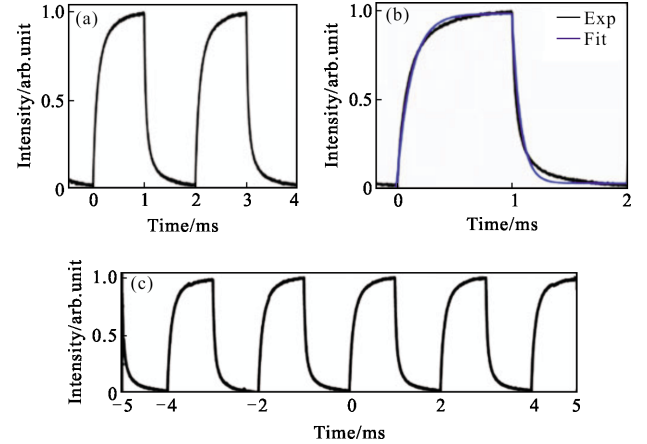 (a)
Intensity/arb.unit
1.0
0.5
0
0 1 2 3 4
Time/ms
(b)
Exp
Fit
Intensity/arb.unit
1.0
0.5
0
0 1 2
Time/ms
(c)
Intensity/arb.unit
1.0
0.5
0
−5 −4 −2 0 2 4 5
Time/ms